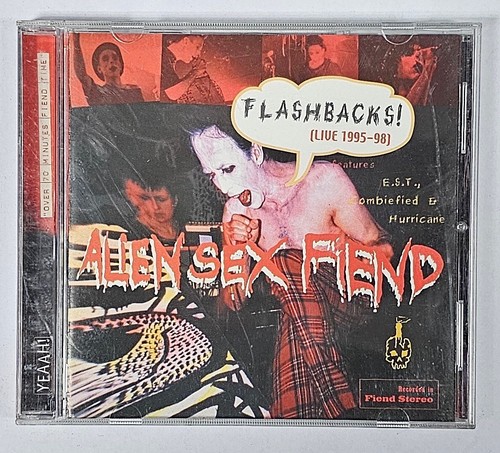 "OVER 70 MINUTES FIEND TIME"
YEAAH!
FLASHBACKS!
(LIVE 1995-98)
features
E.S.T.,
Zombiefied &
Hurricane
ALIEN SEX FIEND
Recorded in
Fiend Stereo